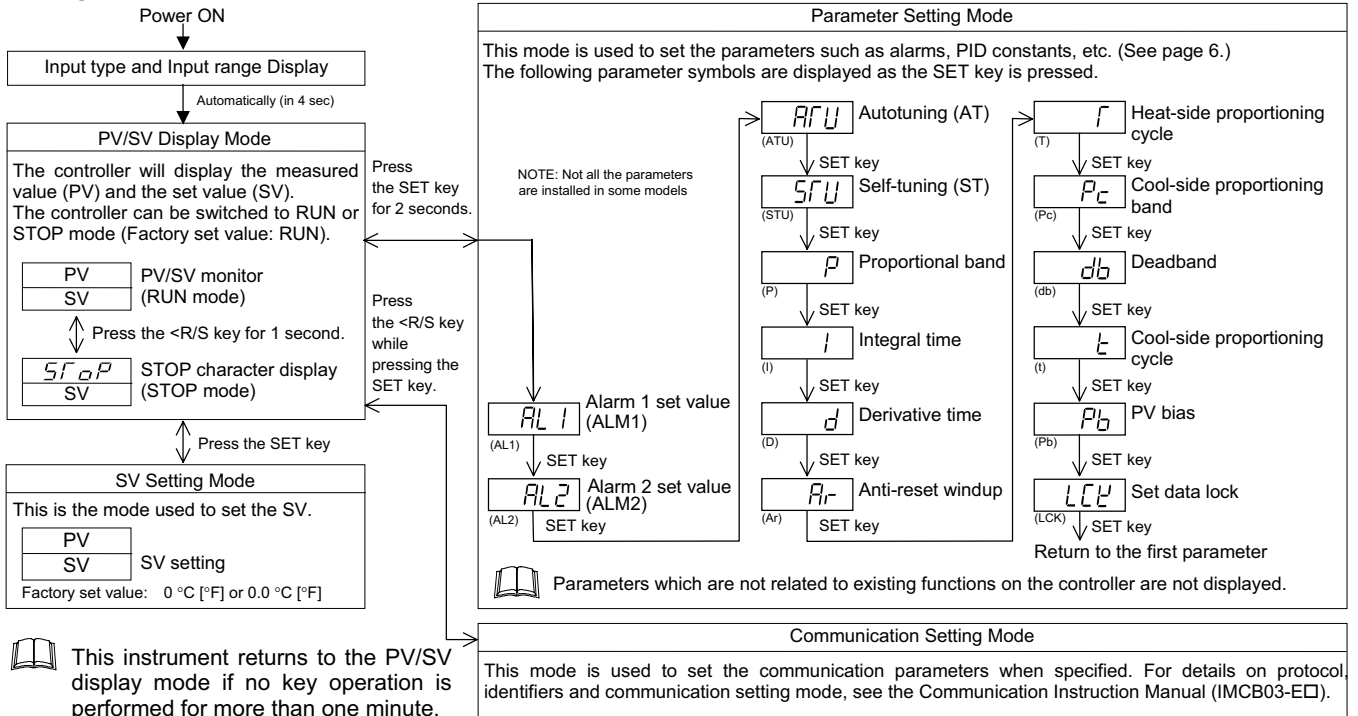 Power ON
Input type and Input range Display
Automatically (in 4 sec)
PV/SV Display Mode
The controller will display the measured
value (PV) and the set value (SV).
The controller can be switched to RUN or
STOP mode (Factory set value: RUN).
PV
SV
PV/SV monitor
(RUN mode)
Press the <R/S key for 1 second.
SToP
SV
STOP character display
(STOP mode)
Press the SET key
SV Setting Mode
This is the mode used to set the SV.
PV
SV
SV setting
Factory set value: 0 °C [°F] or 0.0 °C [°F]
This instrument returns to the PV/SV
display mode if no key operation is
performed for more than one minute.
Press
the SET key
for 2 seconds.
Press
the <R/S key
while
pressing the
SET key.
Parameter Setting Mode
This mode is used to set the parameters such as alarms, PID constants, etc. (See page 6.)
The following parameter symbols are displayed as the SET key is pressed.
NOTE: Not all the parameters
are installed in some models
AL1
(AL1)
Alarm 1 set value
(ALM1)
SET key
AL2
(AL2)
Alarm 2 set value
(ALM2)
SET key
ATU
(ATU)
Autotuning (AT)
SET key
STU
(STU)
Self-tuning (ST)
SET key
P
(P)
Proportional band
SET key
I
(I)
Integral time
SET key
d
(D)
Derivative time
SET key
Ar
(Ar)
Anti-reset windup
SET key
T
(T)
Heat-side proportioning
cycle
SET key
Pc
(Pc)
Cool-side proportioning
band
SET key
db
(db)
Deadband
SET key
t
(t)
Cool-side proportioning
cycle
SET key
Pb
(Pb)
PV bias
SET key
LCK
(LCK)
Set data lock
SET key
Return to the first parameter
Parameters which are not related to existing functions on the controller are not displayed.
Communication Setting Mode
This mode is used to set the communication parameters when specified. For details on protocol,
identifiers and communication setting mode, see the Communication Instruction Manual (IMCB03-E□).